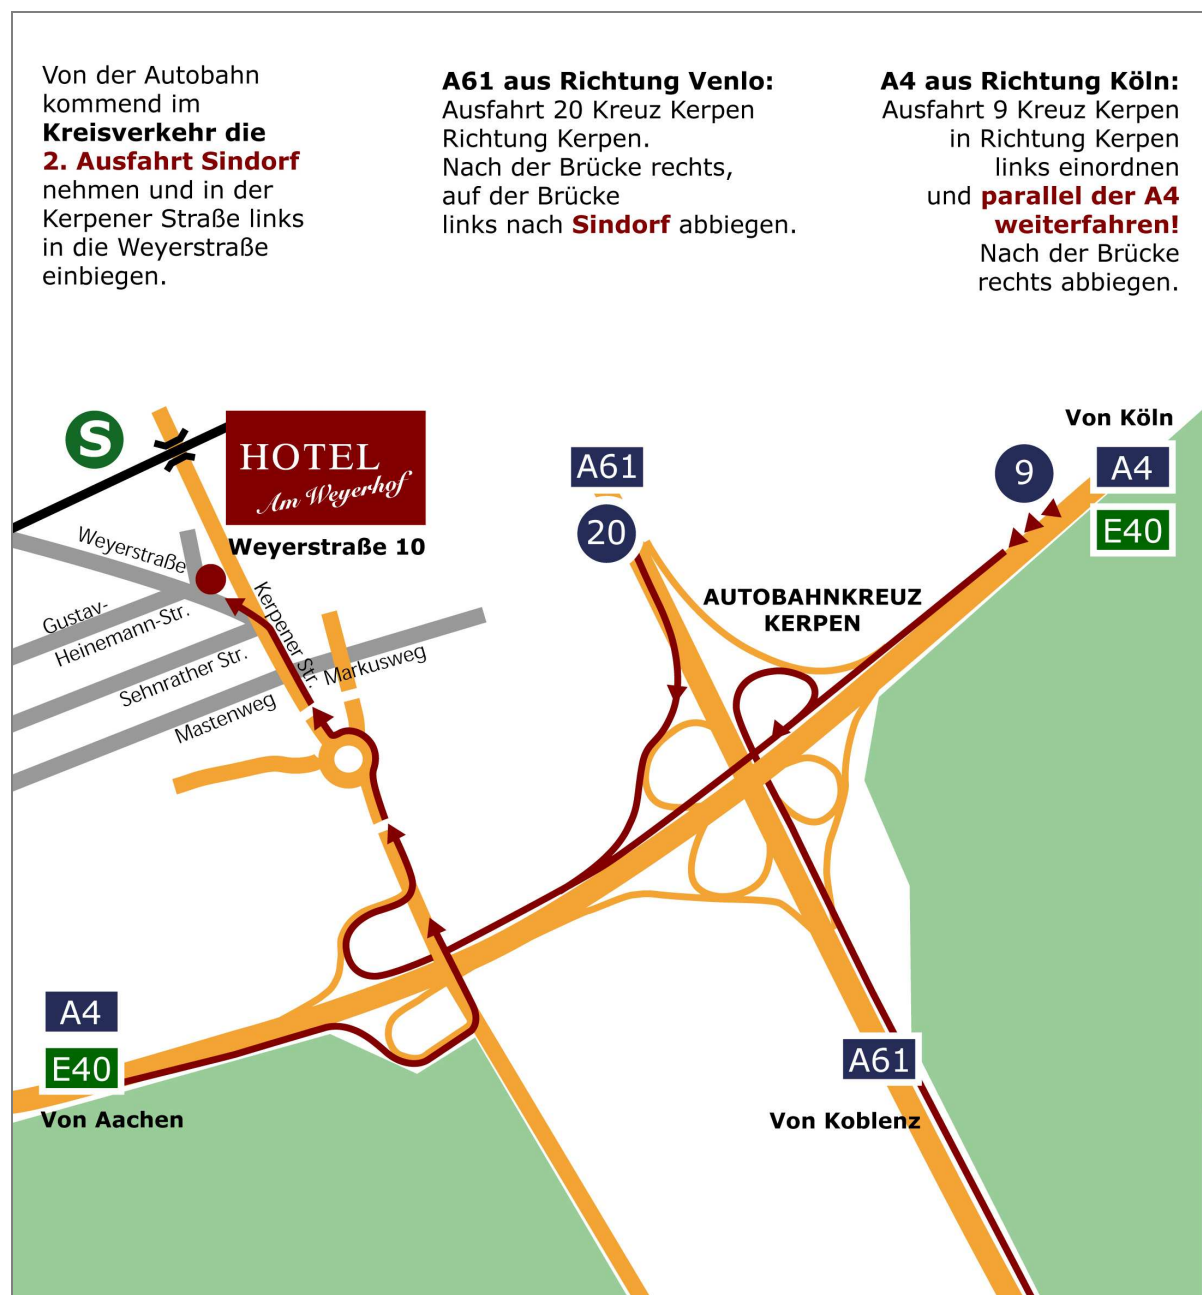 Von der Autobahn
kommend im
Kreisverkehr die
2. Ausfahrt Sindorf
nehmen und in der
Kerpener Straße links
in die Weyerstraße
einbiegen.
A61 aus Richtung Venlo:
Ausfahrt 20 Kreuz Kerpen
Richtung Kerpen.
Nach der Brücke rechts,
auf der Brücke
links nach Sindorf abbiegen.
A4 aus Richtung Köln:
Ausfahrt 9 Kreuz Kerpen
in Richtung Kerpen
links einordnen
und parallel der A4
weiterfahren!
Nach der Brücke
rechts abbiegen.
S
HOTEL
Am Weyerhof
Weyerstraße 10
A61
20
Von Köln
9
A4
E40
AUTOBAHNKREUZ
KERPEN
Weyerstraße
Gustav-
Heinemann-Str.
Sehnrather Str.
Mastenweg
Kerpener Str.
Markusweg
A4
E40
Von Aachen
A61
Von Koblenz